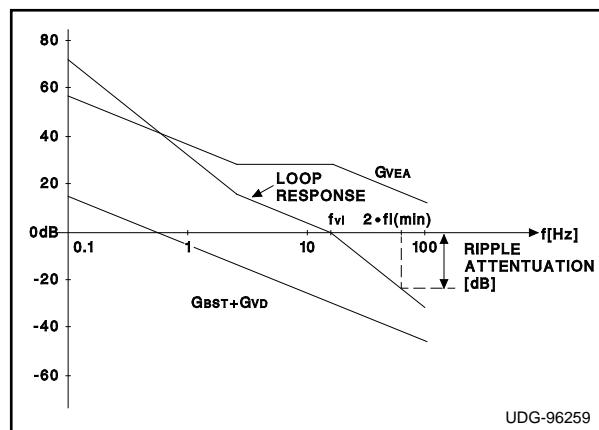 80
60
40
20
0dB
-20
-40
-60
0.1
1
10
100
f[Hz]
GVEA
LOOP
RESPONSE
fvl
2•fl(min)
RIPPLE
ATTENTUATION
[dB]
GBST+GVD
UDG-96259